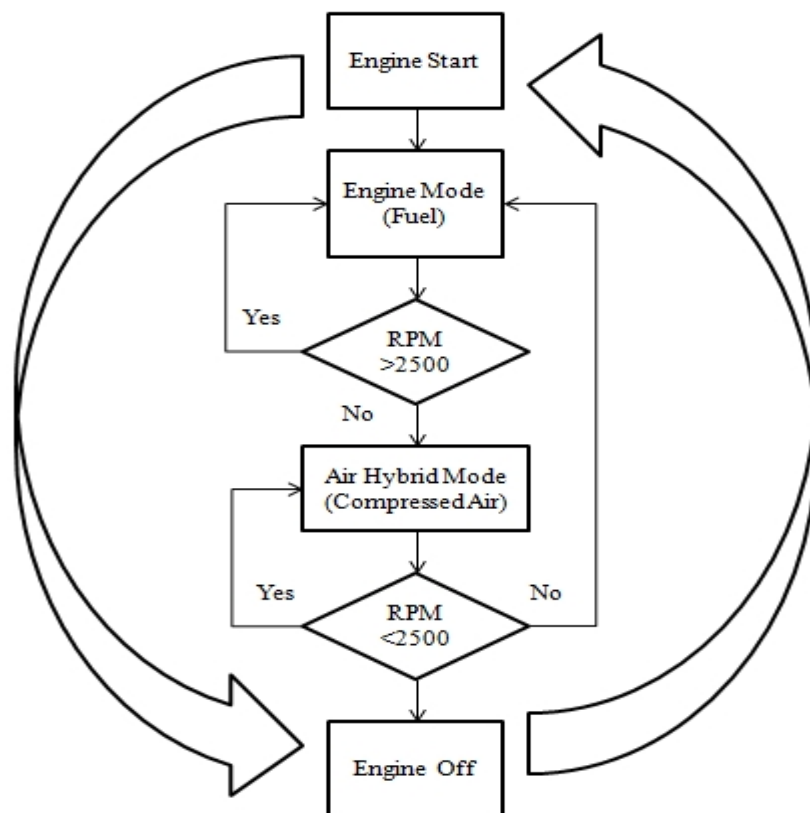 Engine Start
Engine Mode
(Fuel)
Yes
RPM
>2500
No
Air Hybrid Mode
(Compressed Air)
Yes
No
RPM
<2500
Engine Off